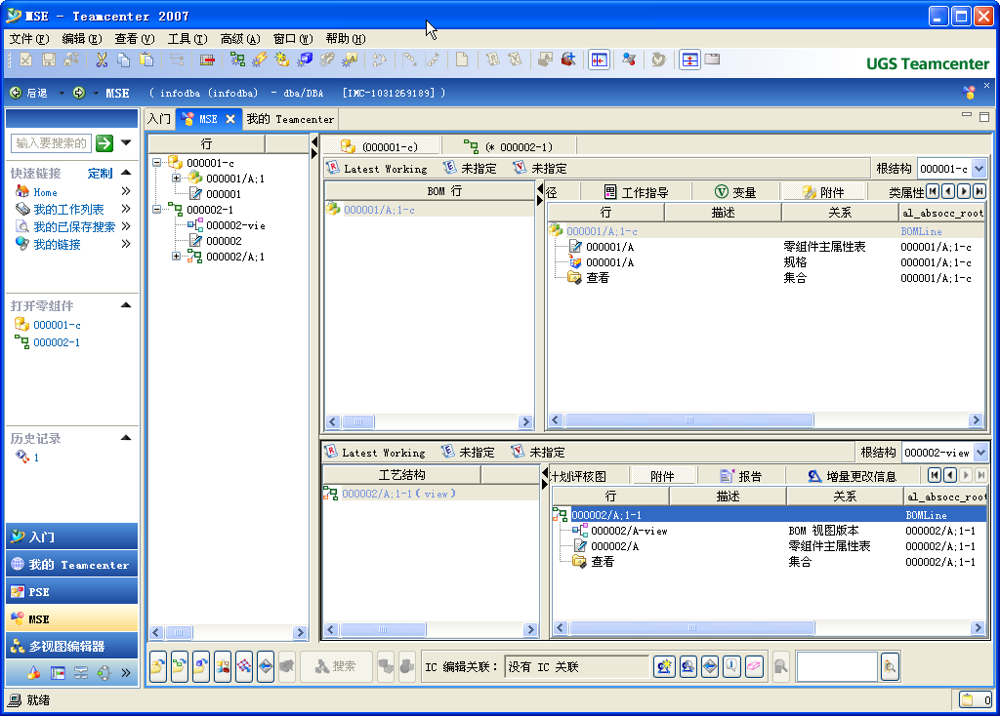 MSE - Teamcenter 2007
文件(F) 编辑(E) 查看(V) 工具(T) 高级(A) 窗口(W) 帮助(H)
UGS Teamcenter
后退 MSE ( infodba (infodba) - dba/DBA [IMC-1031269189] )
入门 MSE 我的 Teamcenter
输入要搜索的
快速链接 定制
Home
我的工作列表
我的已保存搜索
我的链接
打开零组件
000001-c
000002-1
历史记录
1
入门
我的 Teamcenter
PSE
MSE
多视图编辑器
就绪
行
000001-c
000001/A;1
000001
000002-1
000002-vie
000002
000002/A;1
(000001-c) (* 000002-1)
Latest Working 未指定 未指定 根结构 000001-c
BOM 行
000001/A;1-c
径 工作指导 变量 附件 类属性
行 描述 关系 al_absocc_root
000001/A;1-c BOMLine
000001/A 零组件主属性表 000001/A;1-c
000001/A 规格 000001/A;1-c
查看 集合 000001/A;1-c
Latest Working 未指定 未指定 根结构 000002-view
工艺结构
000002/A;1-1 (view)
计划评核图 附件 报告 增量更改信息
行 描述 关系 al_absocc_root
000002/A;1-1 BOMLine
000002/A-view BOM 视图版本 000002/A;1-1
000002/A 零组件主属性表 000002/A;1-1
查看 集合 000002/A;1-1
搜索 IC 编辑关联: 没有 IC 关联
0